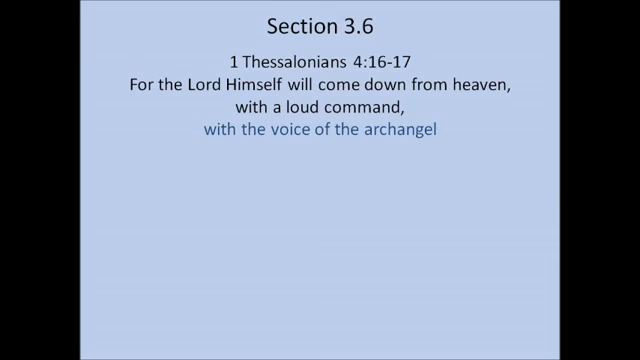 Section 3.6
1 Thessalonians 4:16-17
For the Lord Himself will come down from heaven,
with a loud command,
with the voice of the archangel